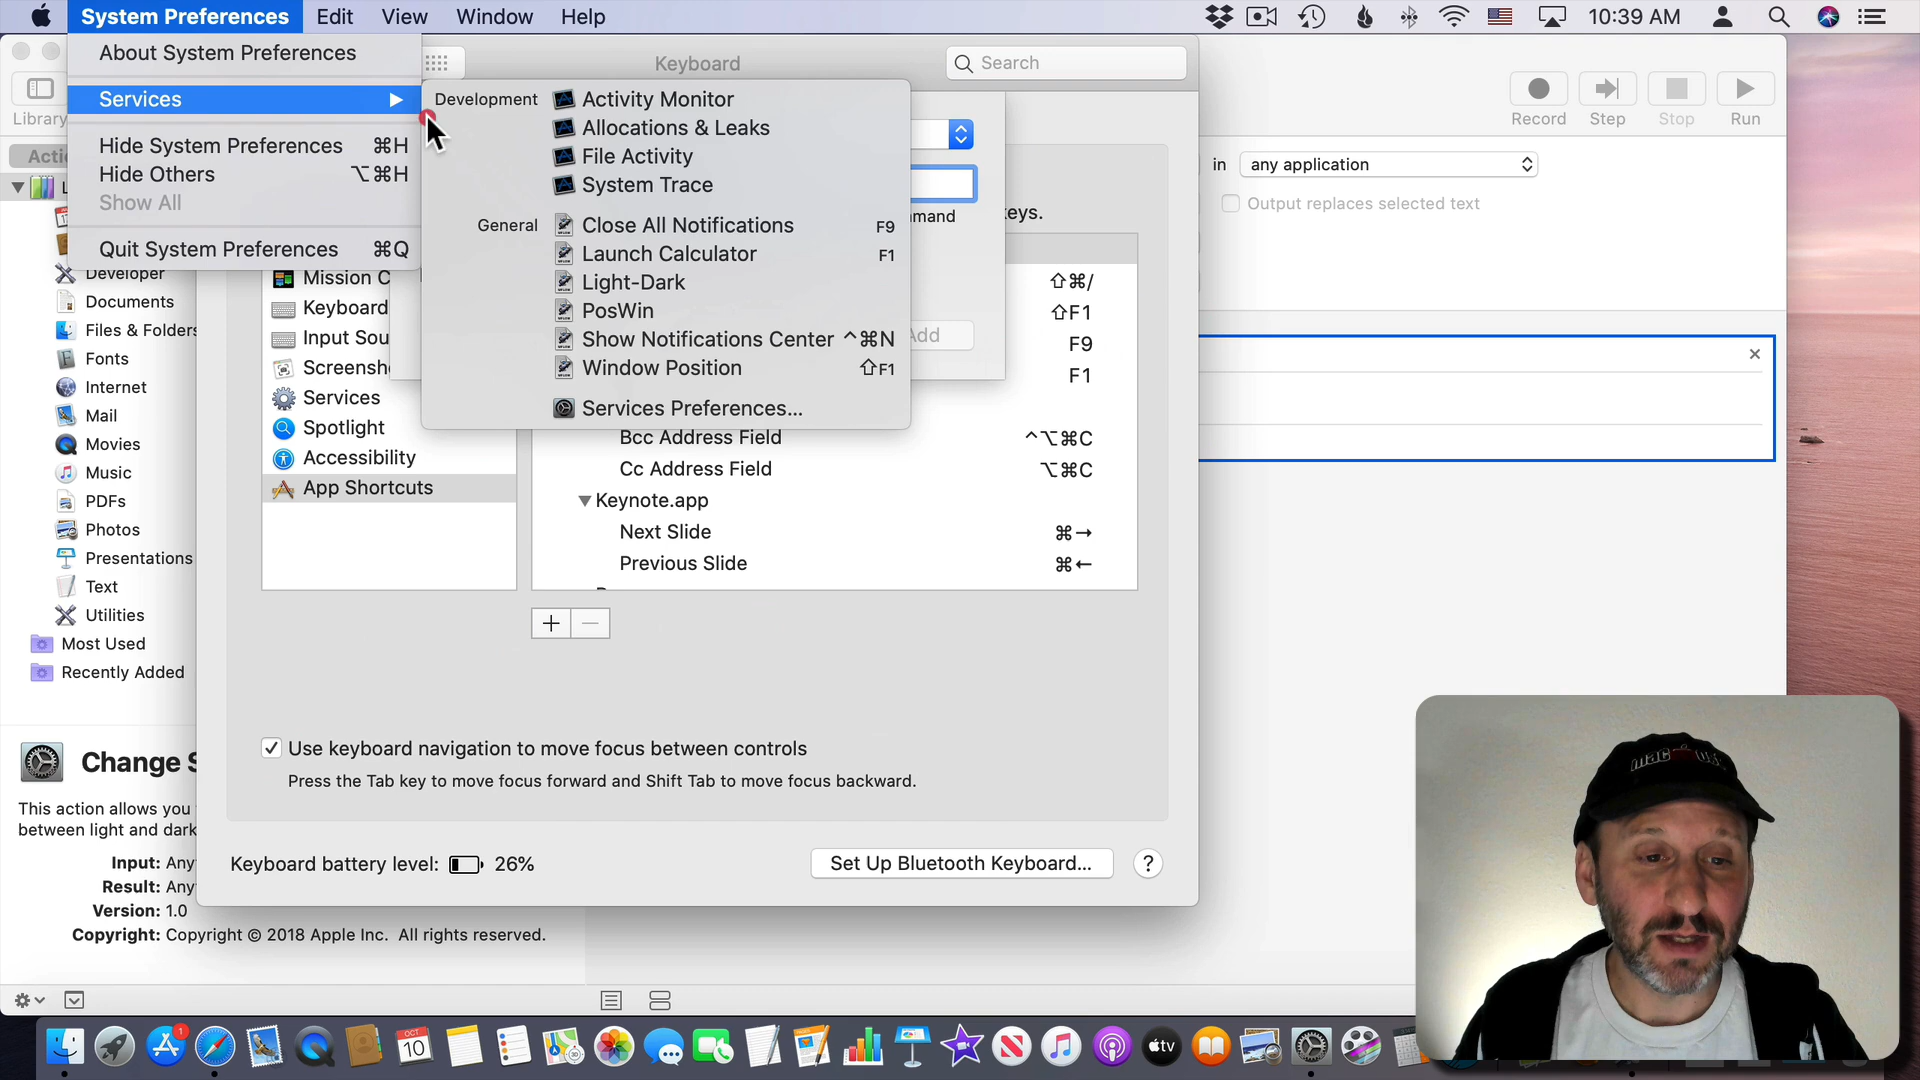 System Preferences Edit View Window Help 10:39 AM
About System Preferences
Services
Hide System Preferences ⌘H
Hide Others ⌥⌘H
Show All
Quit System Preferences ⌘Q
Development
Activity Monitor
Allocations & Leaks
File Activity
System Trace
General
Close All Notifications F9
Launch Calculator F1
Light-Dark
PosWin
Show Notifications Center ^⌘N
Window Position ⇧F1
Services Preferences...
Keyboard
Search
Record Step Stop Run
in any application
Output replaces selected text
Library
Actio
L
Developer
Documents
Files & Folders
Fonts
Internet
Mail
Movies
Music
PDFs
Photos
Presentations
Text
Utilities
Most Used
Recently Added
Mission C
Keyboard
Input Sou
Screensh
Services
Spotlight
Accessibility
App Shortcuts
mmand
keys.
Add
⇧⌘/
⇧F1
F9
F1
Bcc Address Field ^⌥⌘C
Cc Address Field ⌥⌘C
Keynote.app
Next Slide ⌘→
Previous Slide ⌘←
+ −
Use keyboard navigation to move focus between controls
Press the Tab key to move focus forward and Shift Tab to move focus backward.
Keyboard battery level: 26%
Set Up Bluetooth Keyboard... ?
Change S
This action allows you
between light and dark
Input: Any
Result: Any
Version: 1.0
Copyright: Copyright © 2018 Apple Inc. All rights reserved.
1
OCT
10
tv